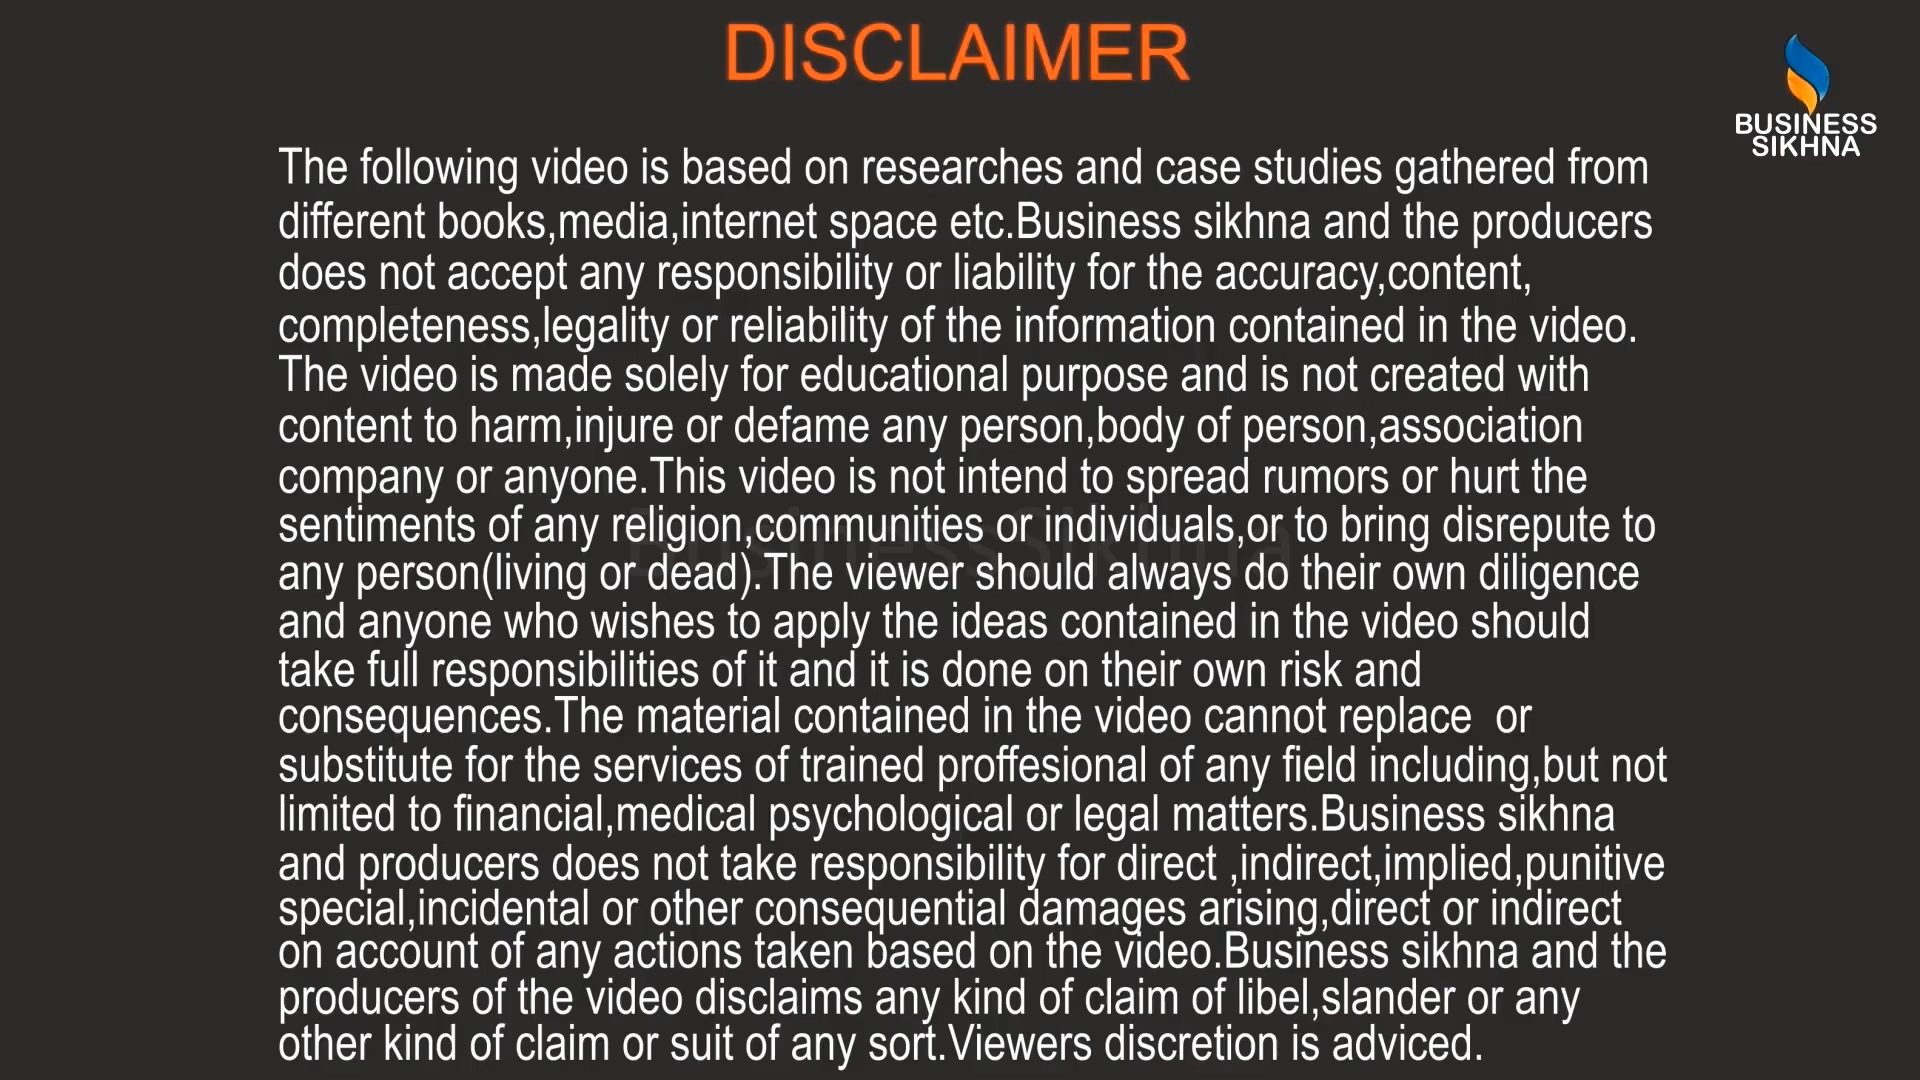 DISCLAIMER
BUSINESS
SIKHNA
The following video is based on researches and case studies gathered from
different books,media,internet space etc.Business sikhna and the producers
does not accept any responsibility or liability for the accuracy,content,
completeness,legality or reliability of the information contained in the video.
The video is made solely for educational purpose and is not created with
content to harm,injure or defame any person,body of person,association
company or anyone.This video is not intend to spread rumors or hurt the
sentiments of any religion,communities or individuals,or to bring disrepute to
any person(living or dead).The viewer should always do their own diligence
and anyone who wishes to apply the ideas contained in the video should
take full responsibilities of it and it is done on their own risk and
consequences.The material contained in the video cannot replace  or
substitute for the services of trained proffesional of any field including,but not
limited to financial,medical psychological or legal matters.Business sikhna
and producers does not take responsibility for direct ,indirect,implied,punitive
special,incidental or other consequential damages arising,direct or indirect
on account of any actions taken based on the video.Business sikhna and the
producers of the video disclaims any kind of claim of libel,slander or any
other kind of claim or suit of any sort.Viewers discretion is adviced.
BusinessSikhna